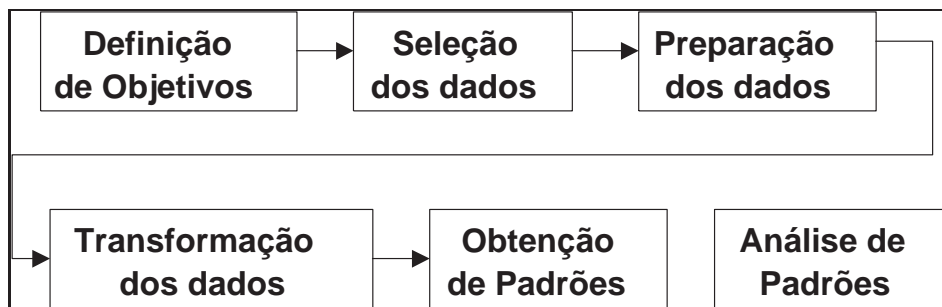 Definição
de Objetivos
Seleção
dos dados
Preparação
dos dados
Transformação
dos dados
Obtenção
de Padrões
Análise de
Padrões